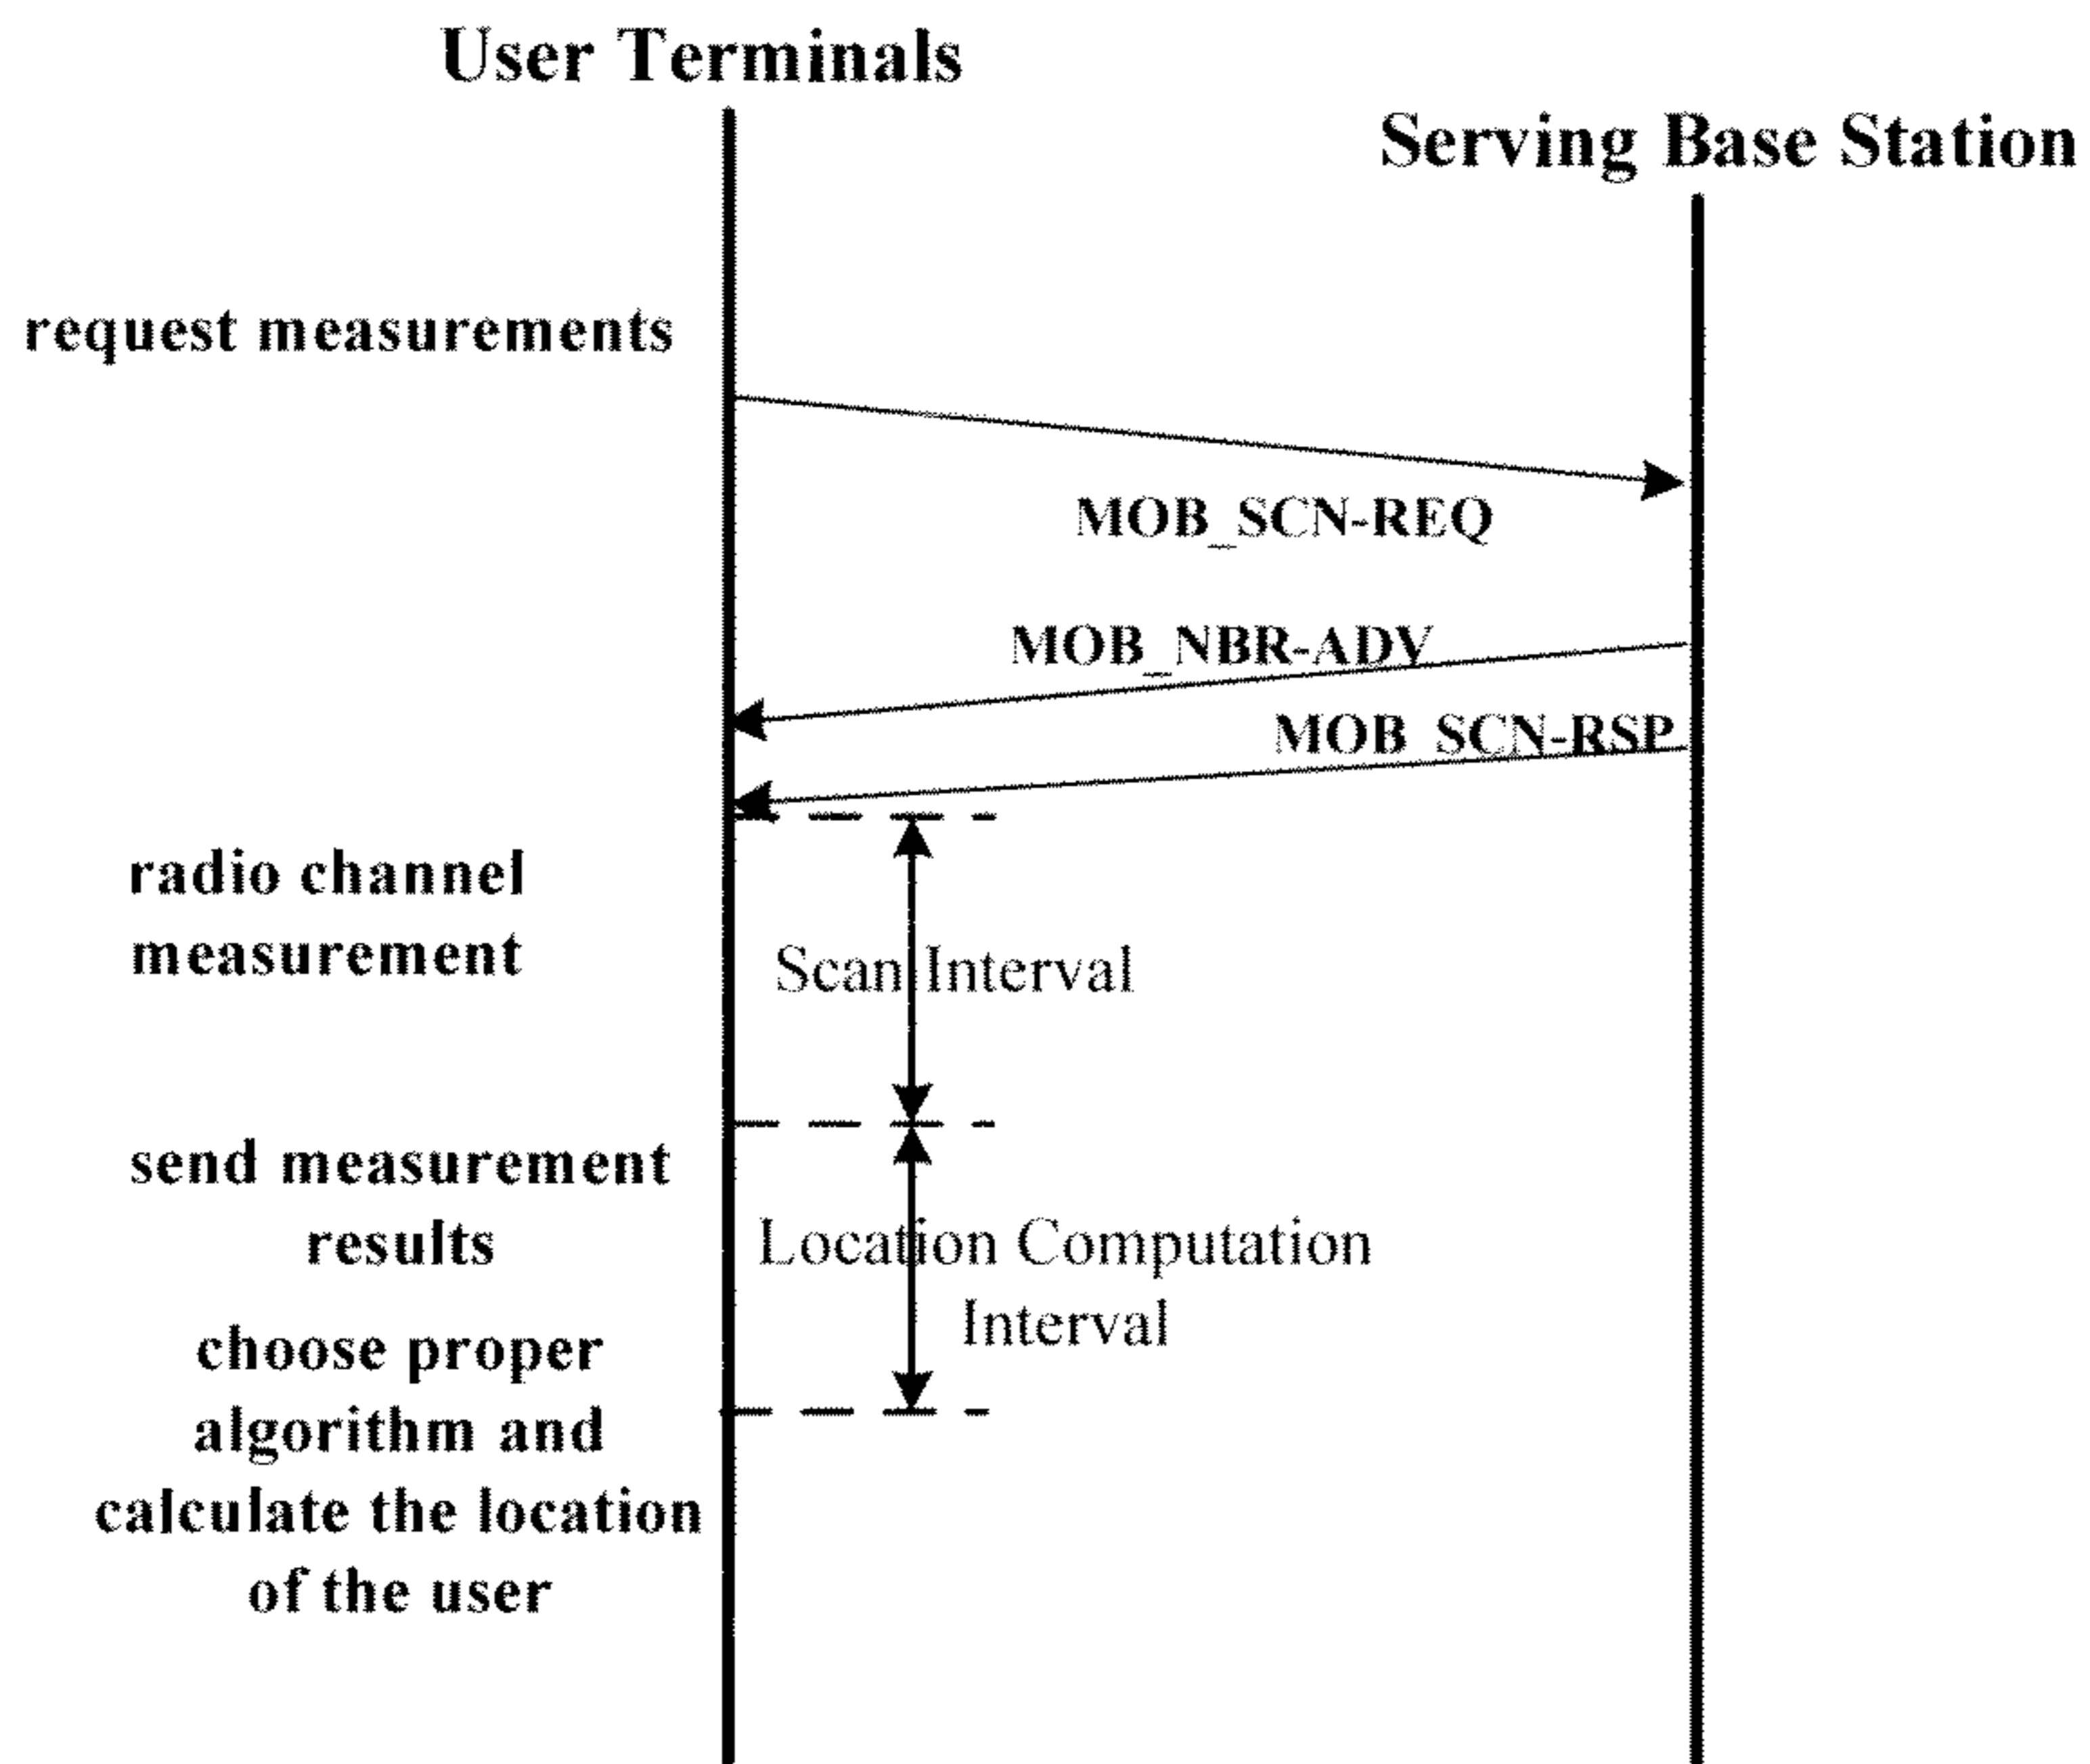 User Terminals
Serving Base Station
request measurements
MOB_SCN-REQ
MOB_NBR-ADV
MOB_SCN-RSP
radio channel
measurement
Scan Interval
send measurement
results
Location Computation
Interval
choose proper
algorithm and
calculate the location
of the user